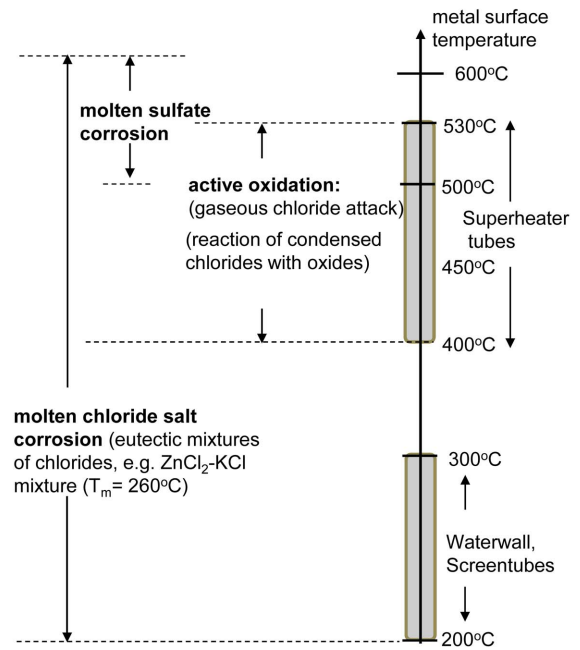 metal surface
temperature
600°C
molten sulfate
corrosion
530°C
active oxidation:
(gaseous chloride attack)
(reaction of condensed
chlorides with oxides)
500°C
Superheater
tubes
450°C
400°C
molten chloride salt
corrosion (eutectic mixtures
of chlorides, e.g. ZnCl₂-KCl
mixture (Tₘ= 260°C)
300°C
Waterwall,
Screentubes
200°C